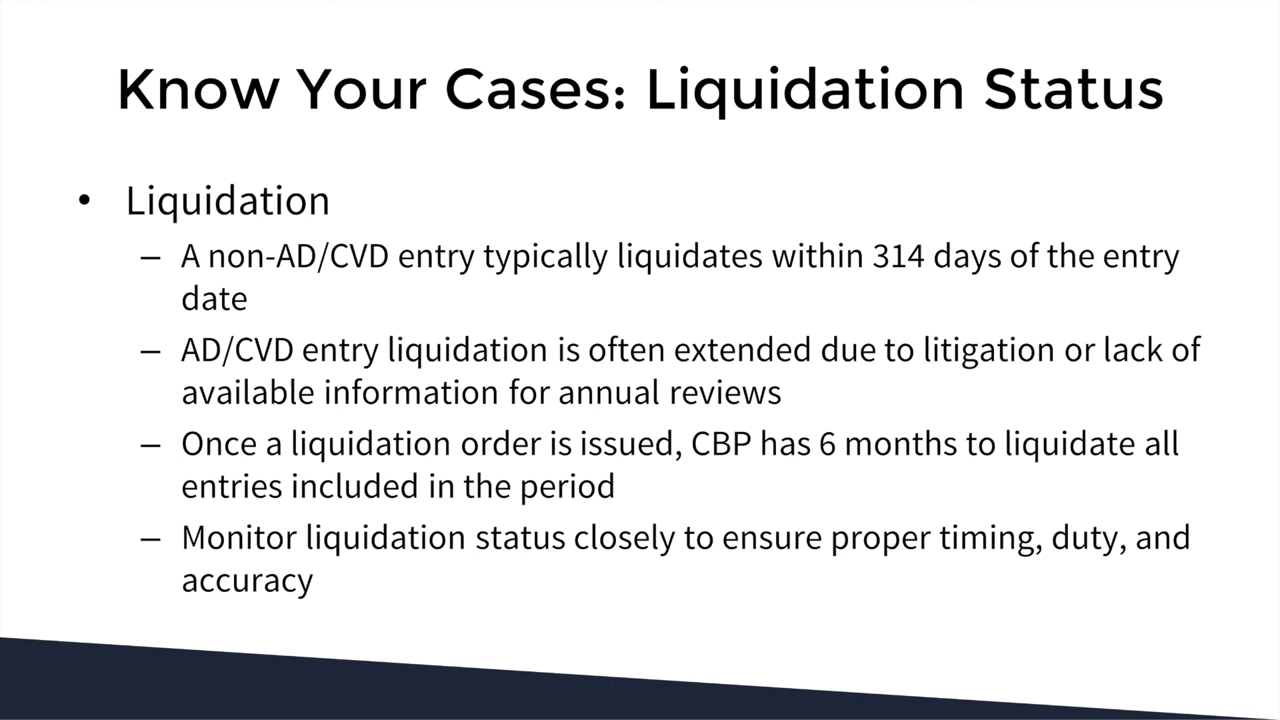 Know Your Cases: Liquidation Status
• Liquidation
– A non-AD/CVD entry typically liquidates within 314 days of the entry
date
– AD/CVD entry liquidation is often extended due to litigation or lack of
available information for annual reviews
– Once a liquidation order is issued, CBP has 6 months to liquidate all
entries included in the period
– Monitor liquidation status closely to ensure proper timing, duty, and
accuracy